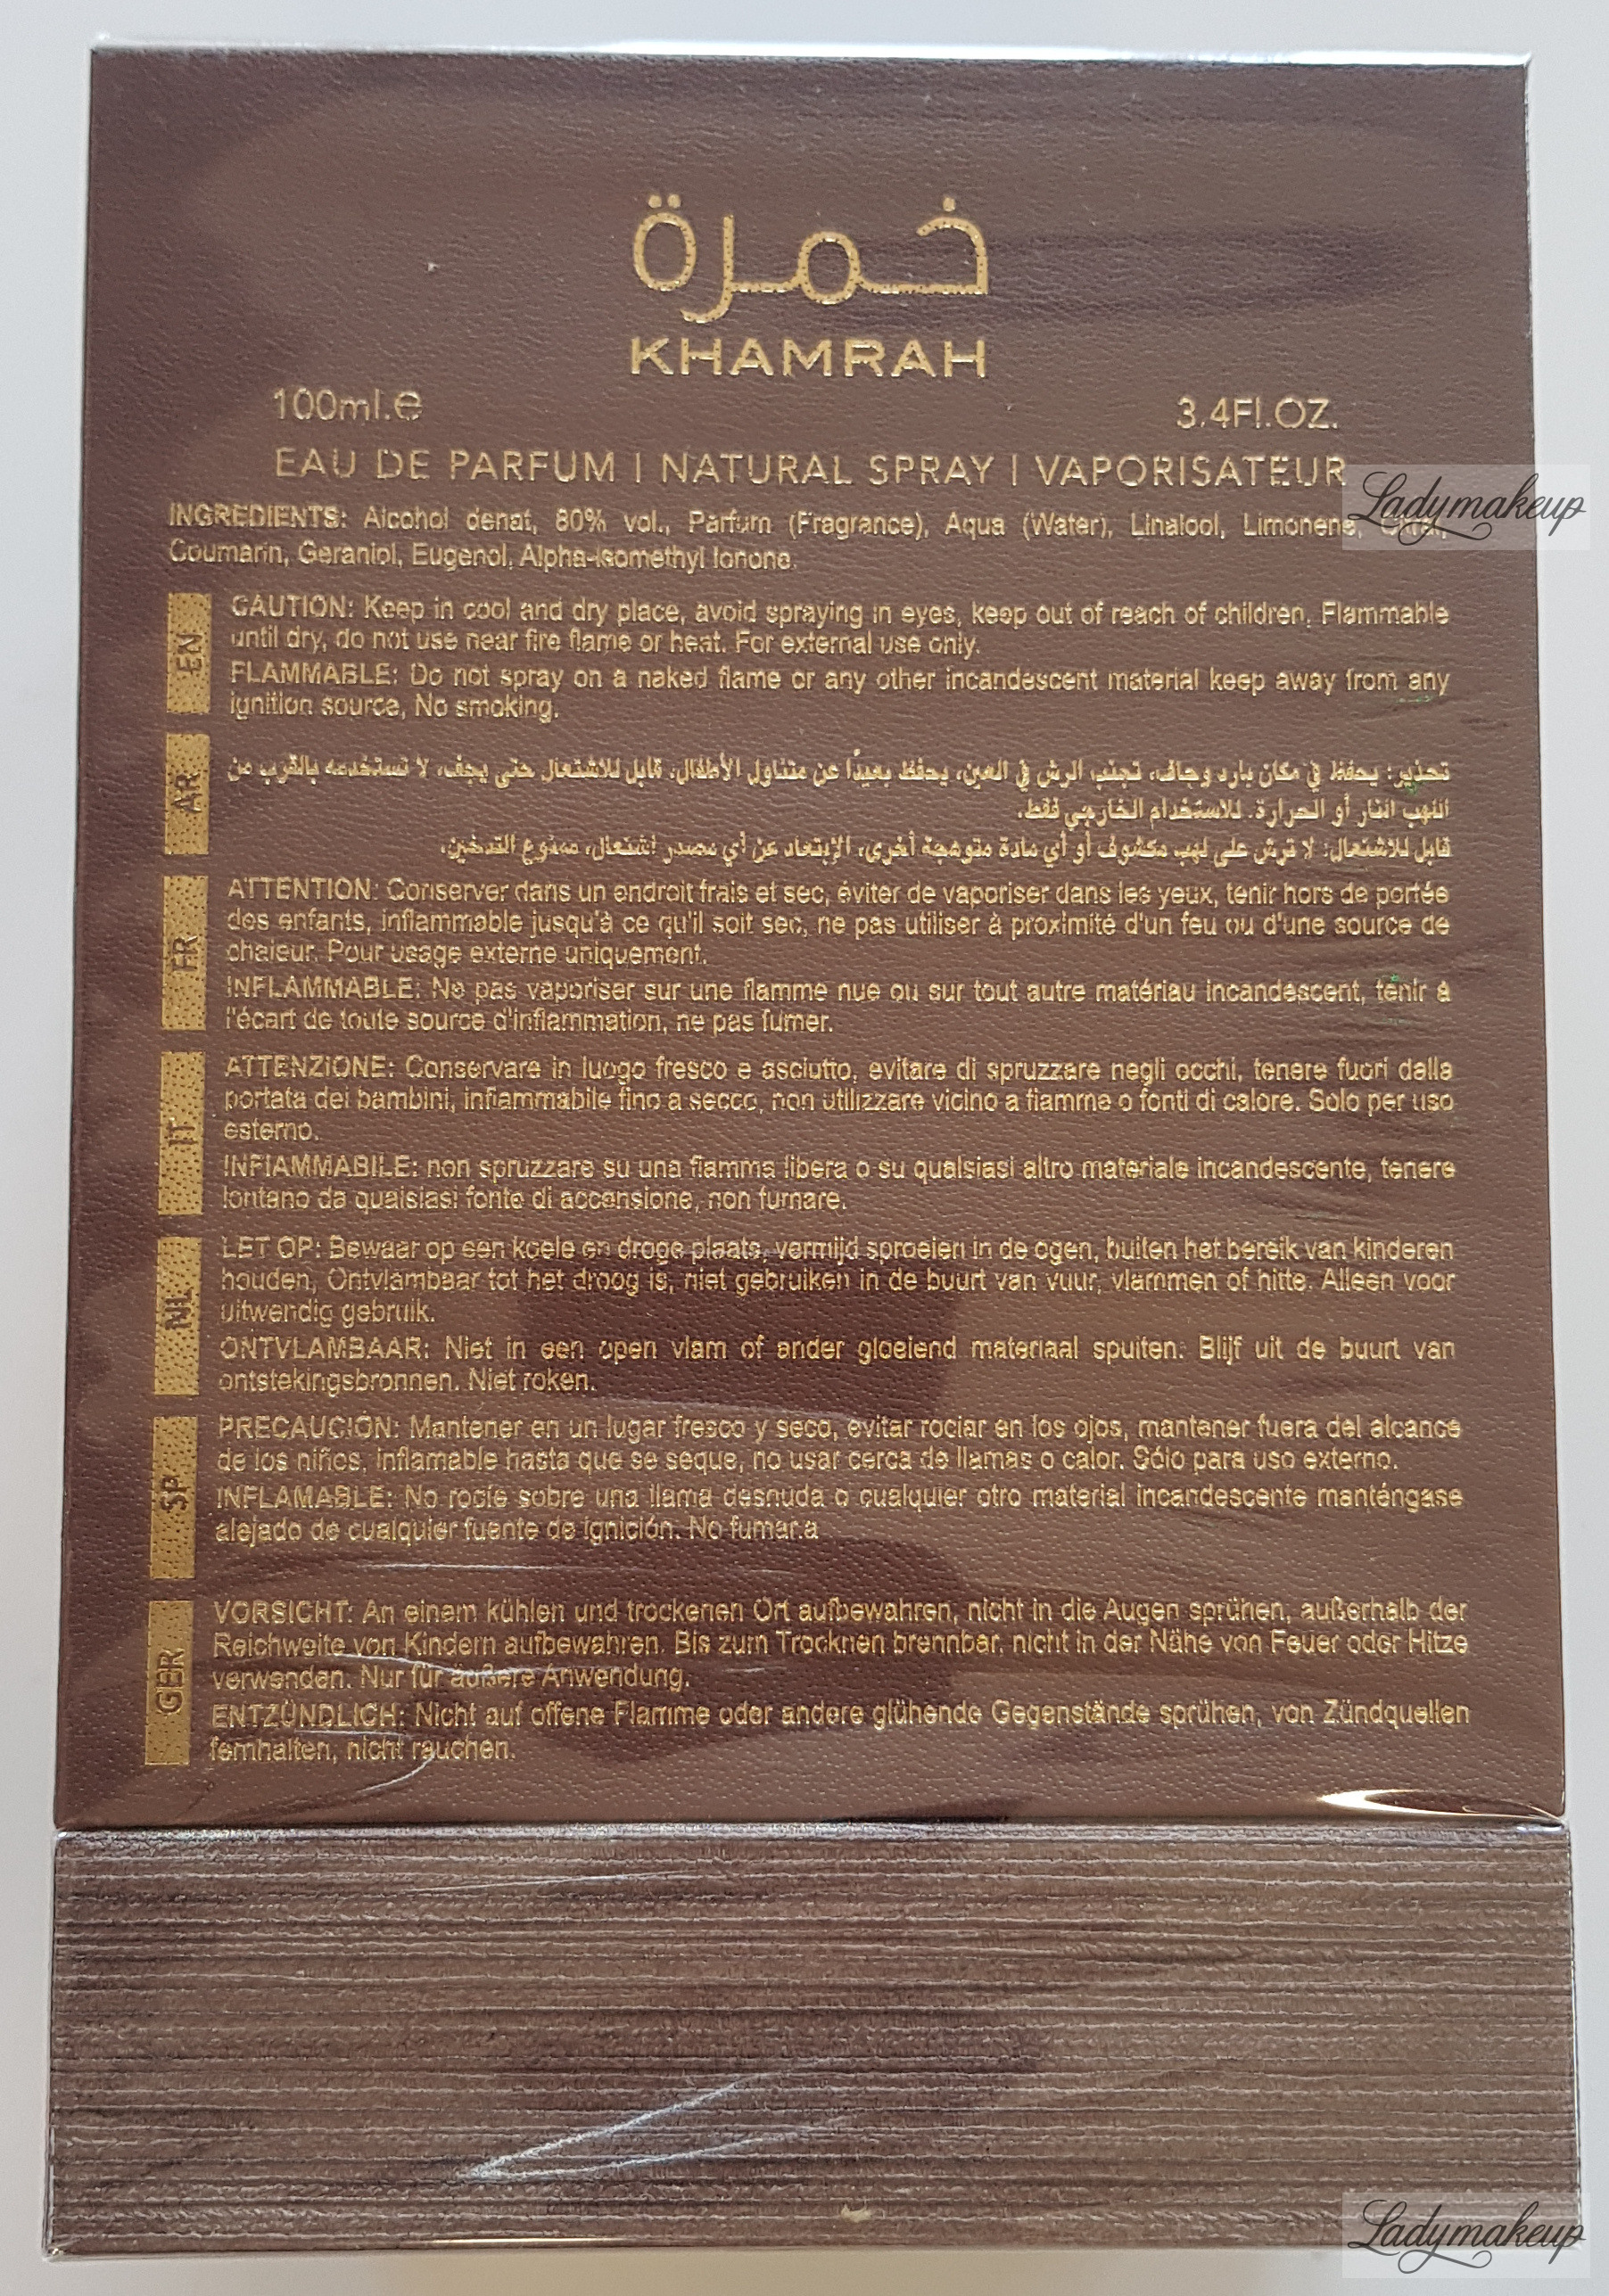 خمرة
KHAMRAH
100ml.e 3.4Fl.OZ.
EAU DE PARFUM | NATURAL SPRAY | VAPORISATEUR
Ladymakeup
INGREDIENTS: Alcohol denat, 80% vol., Parfum (Fragrance), Aqua (Water), Linalool, Limonene,
Coumarin, Geraniol, Eugenol, Alpha-Isomethyl Ionone.
EN
CAUTION: Keep in cool and dry place, avoid spraying in eyes, keep out of reach of children, Flammable
until dry, do not use near fire flame or heat. For external use only.
FLAMMABLE: Do not spray on a naked flame or any other incandescent material keep away from any
ignition source, No smoking.
AR
تحذير: يحفظ في مكان بارد وجاف، تجنب الرش في العين، يحفظ بعيدًا عن متناول الأطفال، قابل للاشتعال حتى يجف، لا تستخدمه بالقرب من
اللهب النار أو الحرارة. للاستخدام الخارجي فقط.
قابل للاشتعال: لا ترش على لهب مكشوف أو أي مادة متوهجة أخرى، الإبتعاد عن أي مصدر اشتعال، ممنوع التدخين.
FR
ATTENTION: Conserver dans un endroit frais et sec, éviter de vaporiser dans les yeux, tenir hors de portée
des enfants, inflammable jusqu'à ce qu'il soit sec, ne pas utiliser à proximité d'un feu ou d'une source de
chaleur. Pour usage externe uniquement.
INFLAMMABLE: Ne pas vaporiser sur une flamme nue ou sur tout autre matériau incandescent, tenir à
l'écart de toute source d'inflammation, ne pas fumer.
IT
ATTENZIONE: Conservare in luogo fresco e asciutto, evitare di spruzzare negli occhi, tenere fuori dalla
portata dei bambini, infiammabile fino a secco, non utilizzare vicino a fiamme o fonti di calore. Solo per uso
esterno.
INFIAMMABILE: non spruzzare su una fiamma libera o su qualsiasi altro materiale incandescente, tenere
lontano da qualsiasi fonte di accensione, non fumare.
NL
LET OP: Bewaar op een koele en droge plaats, vermijd sproeien in de ogen, buiten het bereik van kinderen
houden, Ontvlambaar tot het droog is, niet gebruiken in de buurt van vuur, vlammen of hitte. Alleen voor
uitwendig gebruik.
ONTVLAMBAAR: Niet in een open vlam of ander gloeiend materiaal spuiten. Blijf uit de buurt van
ontstekingsbronnen. Niet roken.
SP
PRECAUCIÓN: Mantener en un lugar fresco y seco, evitar rociar en los ojos, mantener fuera del alcance
de los niños, inflamable hasta que se seque, no usar cerca de llamas o calor. Sólo para uso externo.
INFLAMABLE: No rocíe sobre una llama desnuda o cualquier otro material incandescente manténgase
alejado de cualquier fuente de ignición. No fumar.a
GER
VORSICHT: An einem kühlen und trockenen Ort aufbewahren, nicht in die Augen sprühen, außerhalb der
Reichweite von Kindern aufbewahren. Bis zum Trocknen brennbar, nicht in der Nähe von Feuer oder Hitze
verwenden. Nur für äußere Anwendung.
ENTZÜNDLICH: Nicht auf offene Flamme oder andere glühende Gegenstände sprühen, von Zündquellen
fernhalten, nicht rauchen.
Ladymakeup